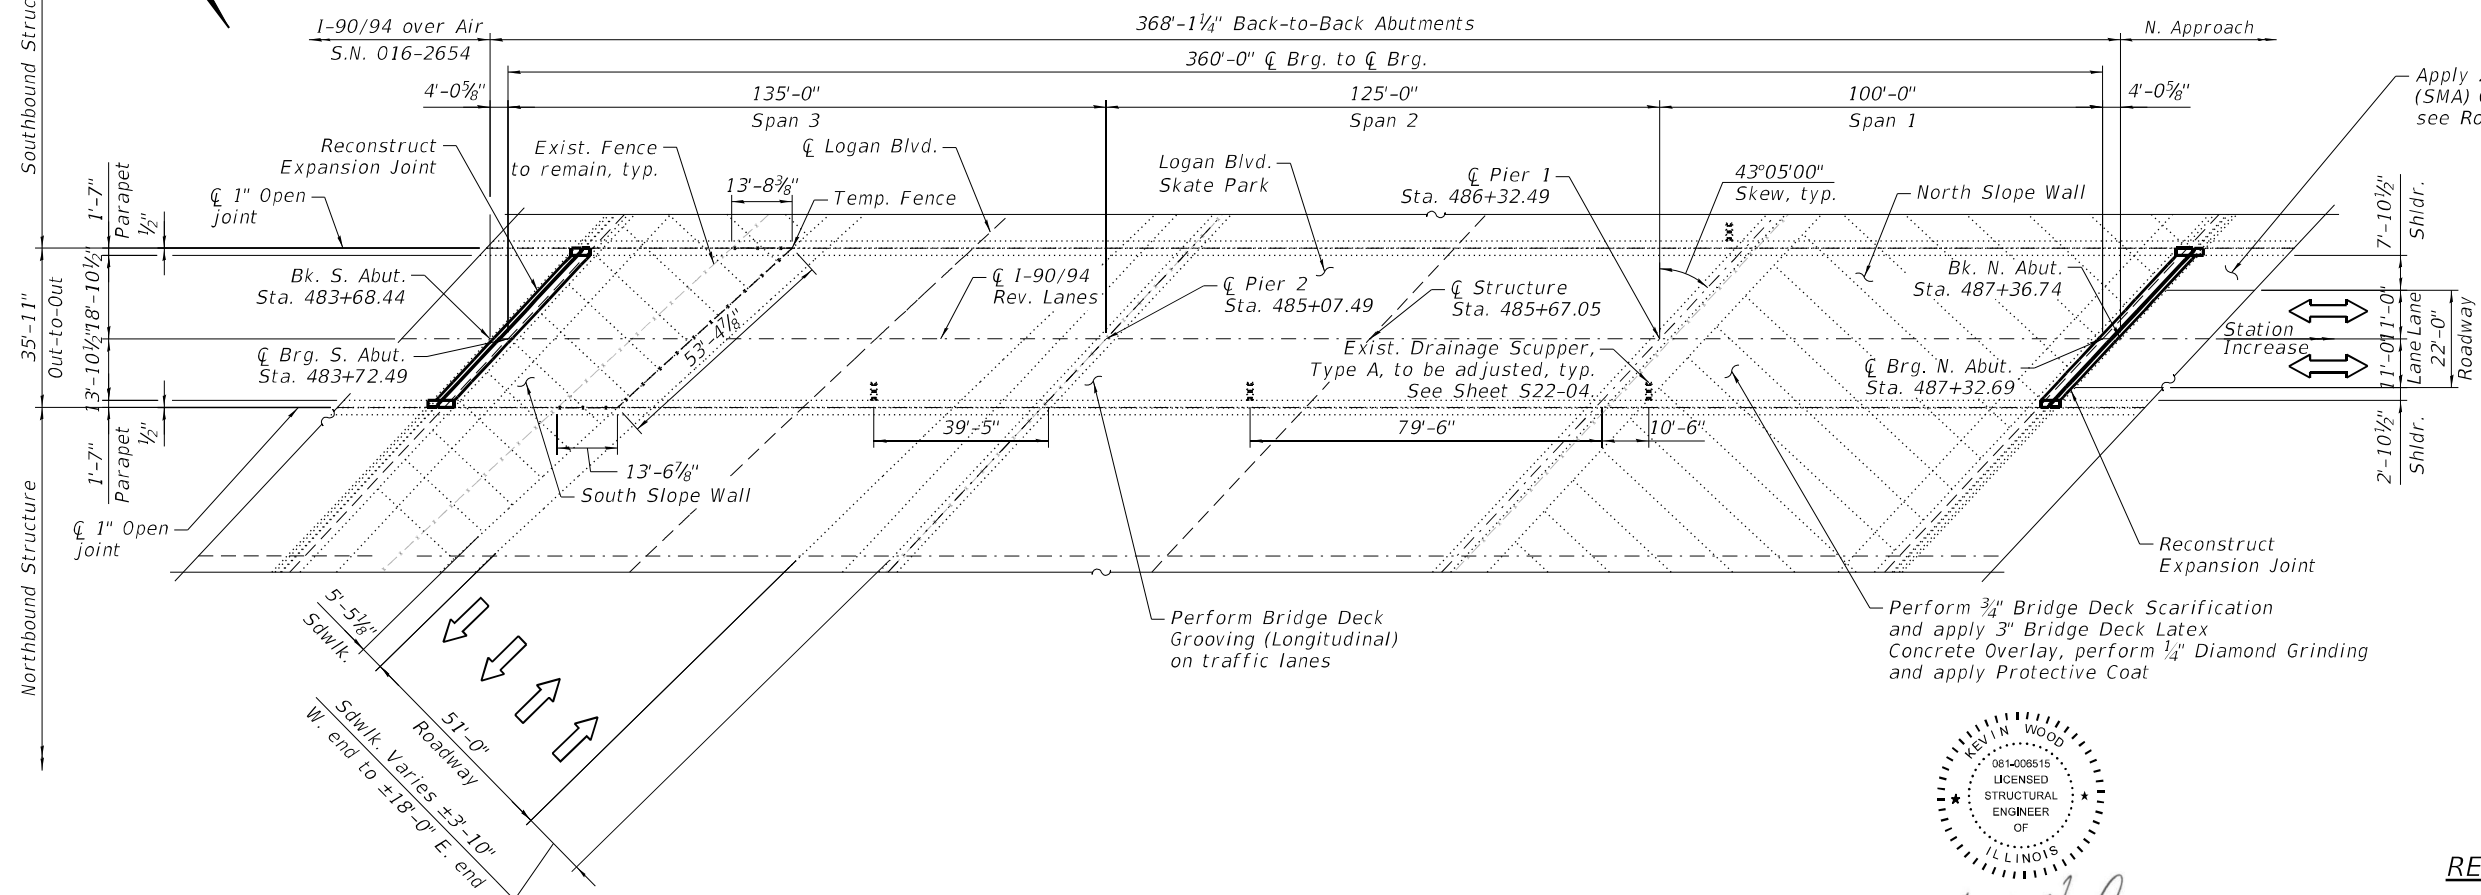 Southbound Struc
I-90/94 over Air
S.N. 016-2654
368'-1¼" Back-to-Back Abutments
N. Approach
360'-0" ℄ Brg. to ℄ Brg.
4'-0⅝"
135'-0"
Span 3
125'-0"
Span 2
100'-0"
Span 1
4'-0⅝"
Apply
(SMA)
see Ro
Reconstruct
Expansion Joint
Exist. Fence
to remain, typ.
℄ Logan Blvd.
13'-8⅜"
Temp. Fence
Logan Blvd.
Skate Park
℄ Pier 1
Sta. 486+32.49
43°05'00"
Skew, typ.
North Slope Wall
1'-7"
Parapet
½"
℄ 1" Open
joint
7'-10½"
Shldr.
35'-11"
Out-to-Out
18'-10½"
13'-10½"
Bk. S. Abut.
Sta. 483+68.44
℄ I-90/94
Rev. Lanes
℄ Pier 2
Sta. 485+07.49
℄ Structure
Sta. 485+67.05
Bk. N. Abut.
Sta. 487+36.74
℄ Brg. S. Abut.
Sta. 483+72.49
53'-4⅞"
Exist. Drainage Scupper,
Type A, to be adjusted, typ.
See Sheet S22-04.
℄ Brg. N. Abut.
Sta. 487+32.69
Station
Increase
11'-0"
Lane
11'-0"
Lane
22'-0"
Roadway
39'-5"
79'-6"
10'-6"
1'-7"
Parapet
½"
13'-6⅞"
South Slope Wall
2'-10½"
Shldr.
Northbound Structure
℄ 1" Open
joint
Reconstruct
Expansion Joint
5'-5⅛"
Sdwlk.
Perform Bridge Deck
Grooving (Longitudinal)
on traffic lanes
Perform ¾" Bridge Deck Scarification
and apply 3" Bridge Deck Latex
Concrete Overlay, perform ¼" Diamond Grinding
and apply Protective Coat
51'-0"
Roadway
Sdwlk. Varies ±3'-10"
W. end to ±18'-0" E. end
KEVIN WOOD
081-006515
LICENSED
STRUCTURAL
ENGINEER
OF
ILLINOIS
RE